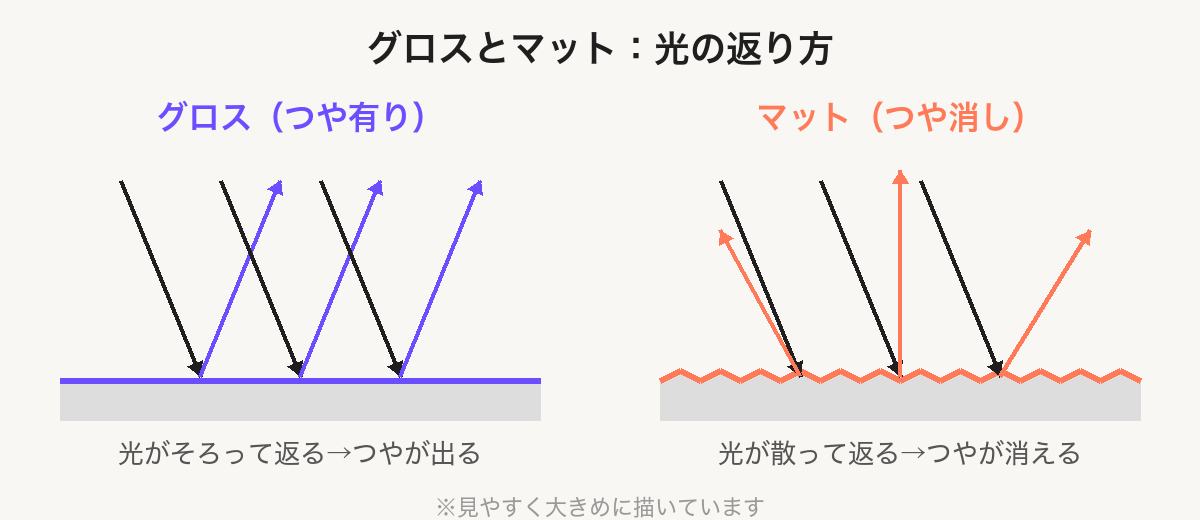 グロスとマット：光の返り方
グロス（つや有り）
マット（つや消し）
光がそろって返る→つやが出る
光が散って返る→つやが消える
※見やすく大きめに描いています